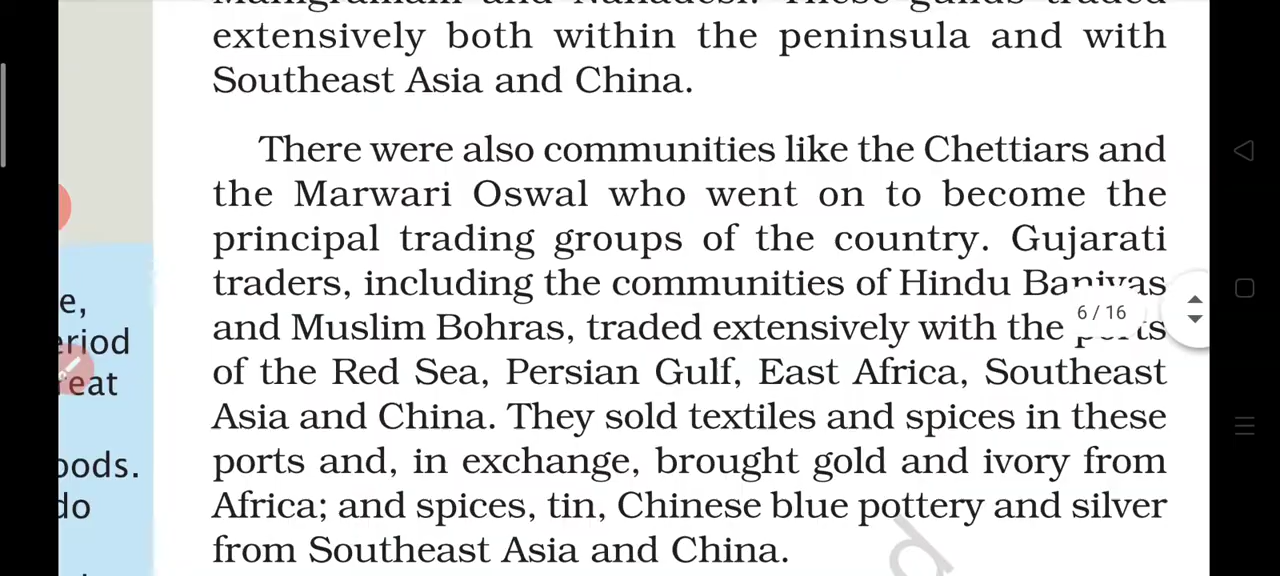 extensively both within the peninsula and with
Southeast Asia and China.
There were also communities like the Chettiars and
the Marwari Oswal who went on to become the
principal trading groups of the country. Gujarati
traders, including the communities of Hindu Baniyas
and Muslim Bohras, traded extensively with the ports
of the Red Sea, Persian Gulf, East Africa, Southeast
Asia and China. They sold textiles and spices in these
ports and, in exchange, brought gold and ivory from
Africa; and spices, tin, Chinese blue pottery and silver
from Southeast Asia and China.
6 / 16
e,
eriod
reat
oods.
do